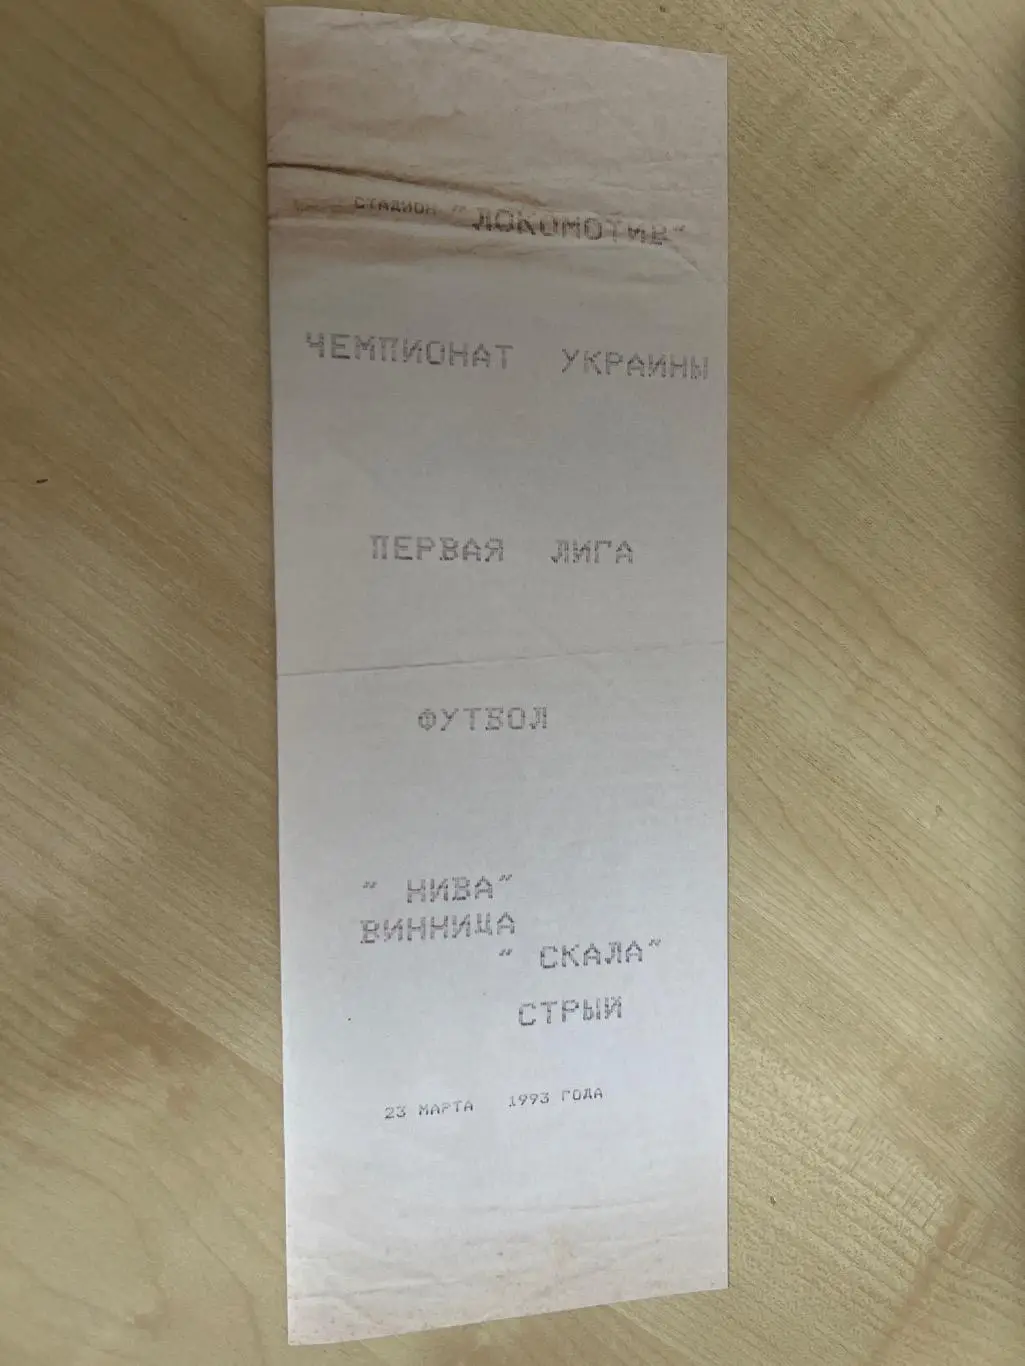 СТАДИОН "ЛОКОМОТИВ"
ЧЕМПИОНАТ УКРАИНЫ
ПЕРВАЯ ЛИГА
ФУТБОЛ
" НИВА"
ВИННИЦА
" СКАЛА"
СТРЫЙ
23 МАРТА 1993 ГОДА